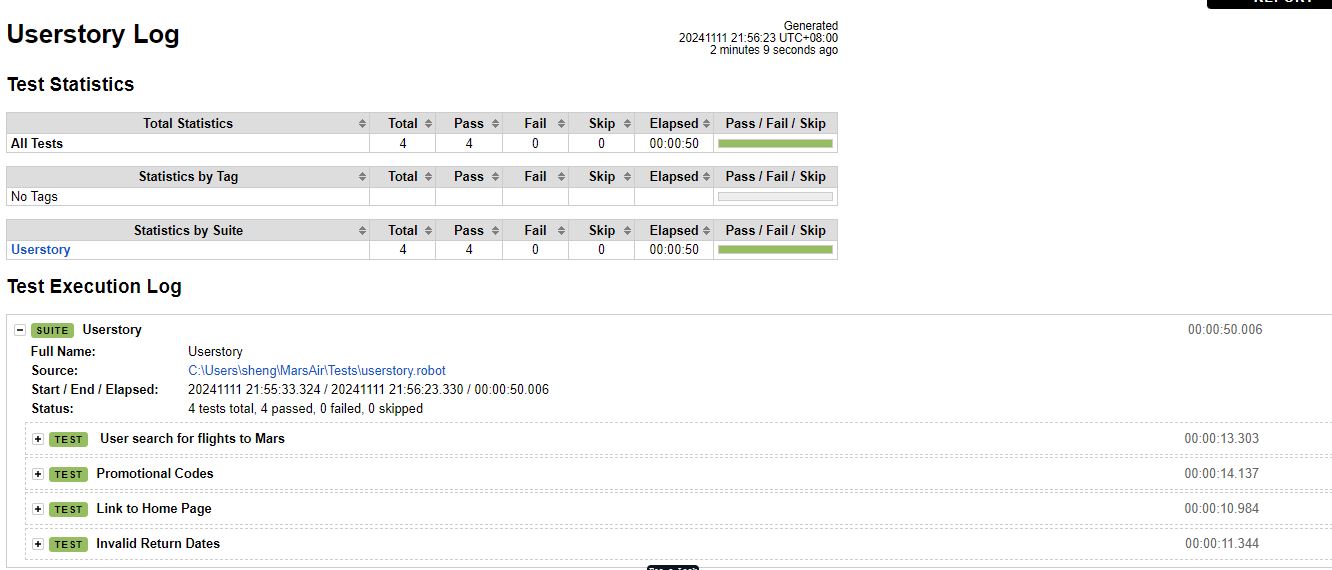 REPORT
Userstory Log
Generated
20241111 21:56:23 UTC+08:00
2 minutes 9 seconds ago
Test Statistics
Total Statistics Total Pass Fail Skip Elapsed Pass / Fail / Skip
All Tests 4 4 0 0 00:00:50
Statistics by Tag Total Pass Fail Skip Elapsed Pass / Fail / Skip
No Tags
Statistics by Suite Total Pass Fail Skip Elapsed Pass / Fail / Skip
Userstory 4 4 0 0 00:00:50
Test Execution Log
SUITE Userstory 00:00:50.006
Full Name: Userstory
Source: C:\Users\sheng\MarsAir\Tests\userstory.robot
Start / End / Elapsed: 20241111 21:55:33.324 / 20241111 21:56:23.330 / 00:00:50.006
Status: 4 tests total, 4 passed, 0 failed, 0 skipped
TEST User search for flights to Mars 00:00:13.303
TEST Promotional Codes 00:00:14.137
TEST Link to Home Page 00:00:10.984
TEST Invalid Return Dates 00:00:11.344